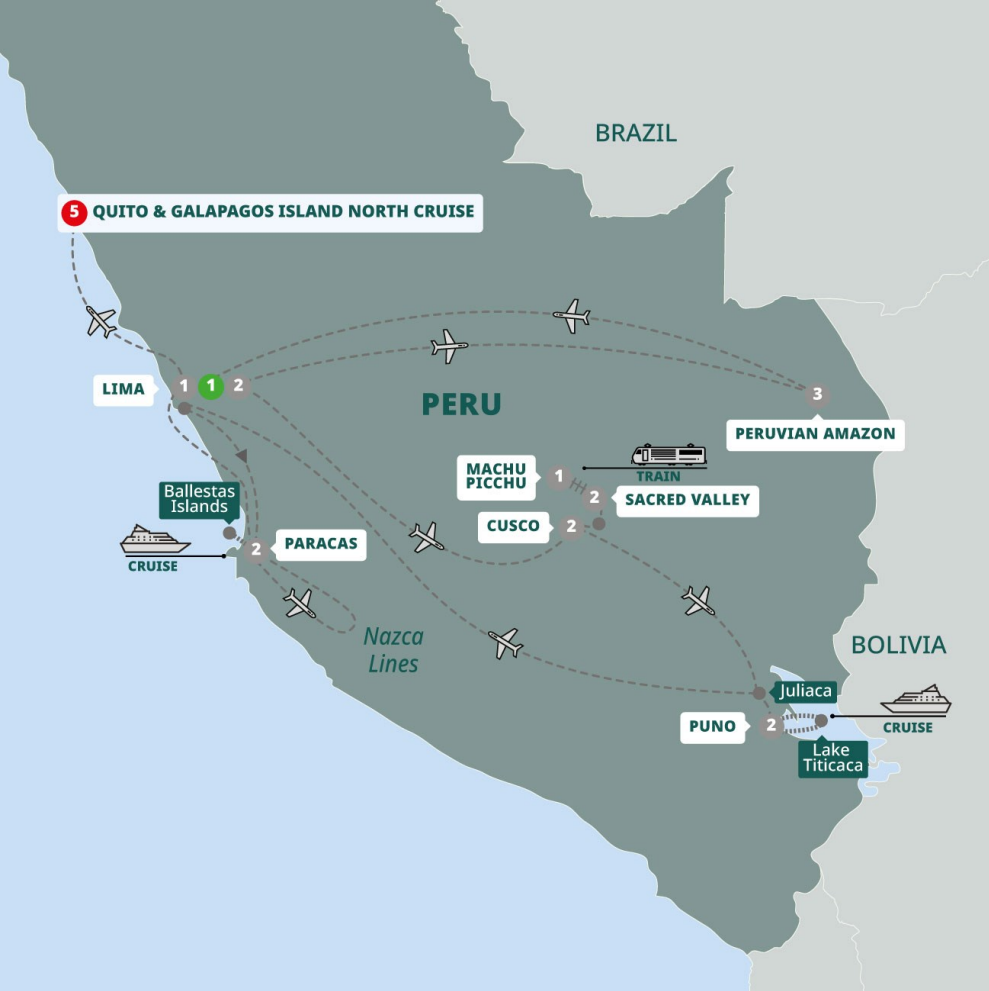 BRAZIL
5 QUITO & GALAPAGOS ISLAND NORTH CRUISE
LIMA 1 1 2
PERU
3
PERUVIAN AMAZON
MACHU
PICCHU
1
TRAIN
2 SACRED VALLEY
CUSCO 2
Ballestas
Islands
2 PARACAS
CRUISE
Nazca
Lines
BOLIVIA
Juliaca
PUNO 2
CRUISE
Lake
Titicaca